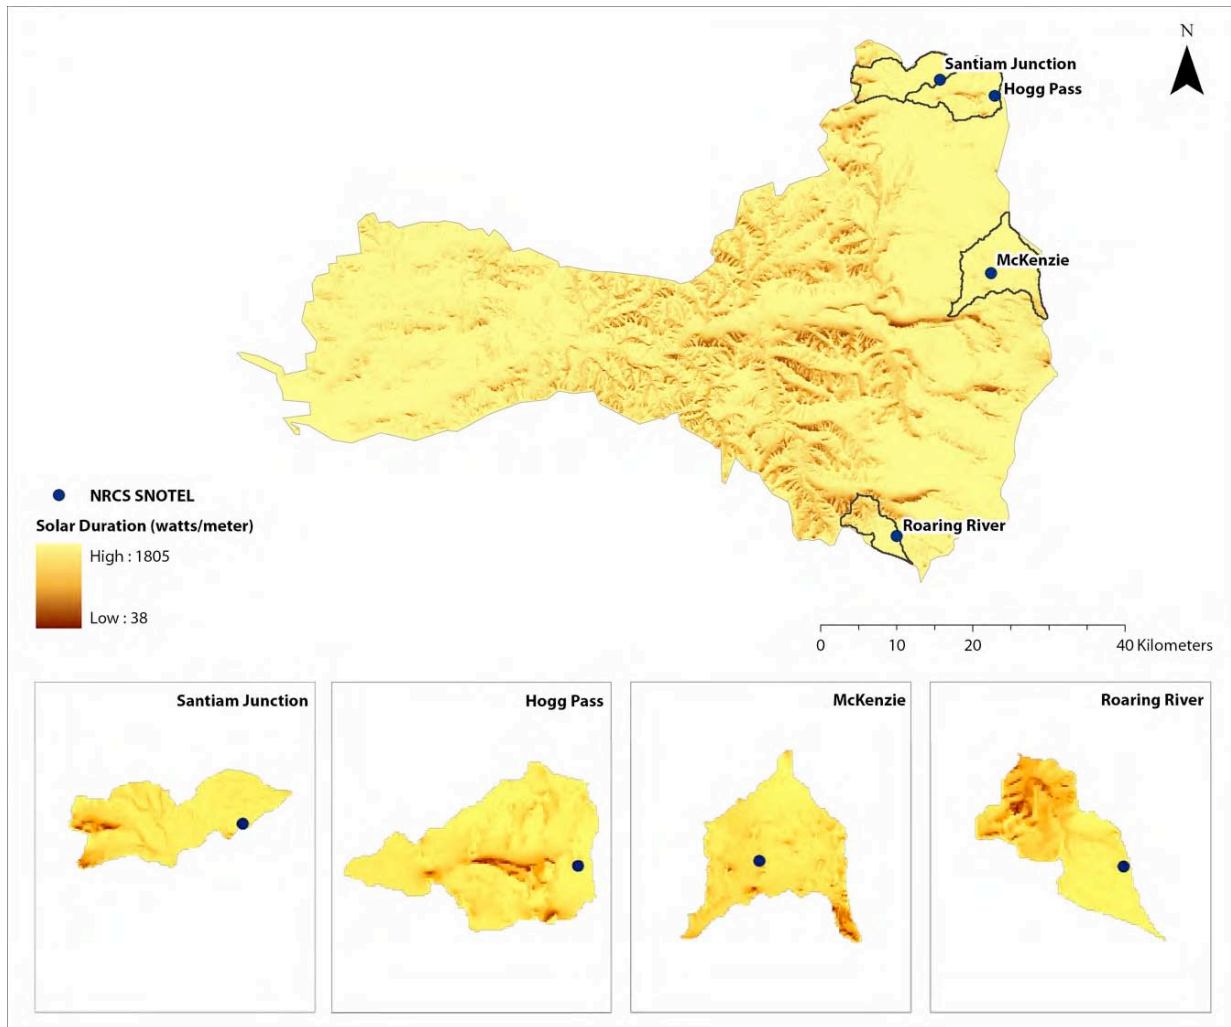 N
Santiam Junction
Hogg Pass
McKenzie
NRCS SNOTEL
Solar Duration (watts/meter)
High : 1805
Low : 38
Roaring River
0 10 20 40 Kilometers
Santiam Junction
Hogg Pass
McKenzie
Roaring River